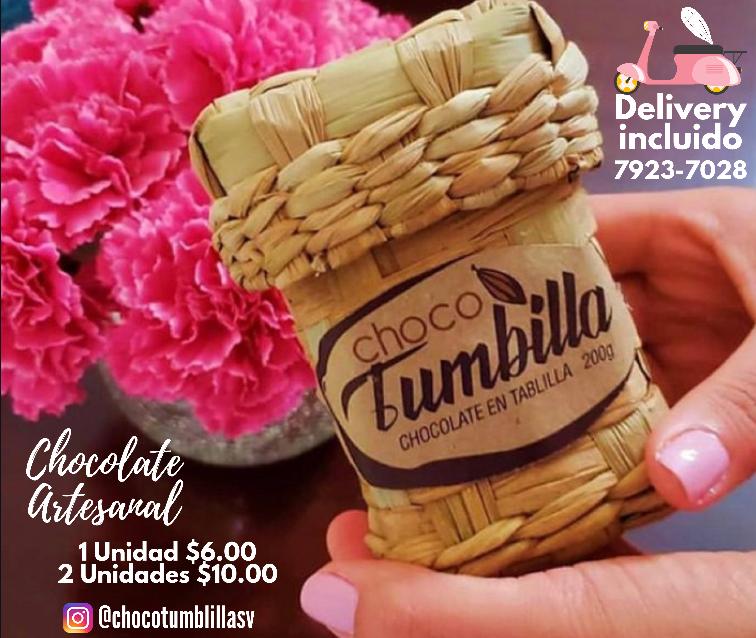 Delivery
incluido
7923-7028
choco
Tumbilla
CHOCOLATE EN TABLILLA 200g
Chocolate
Artesanal
1 Unidad $6.00
2 Unidades $10.00
@chocotumblillasv